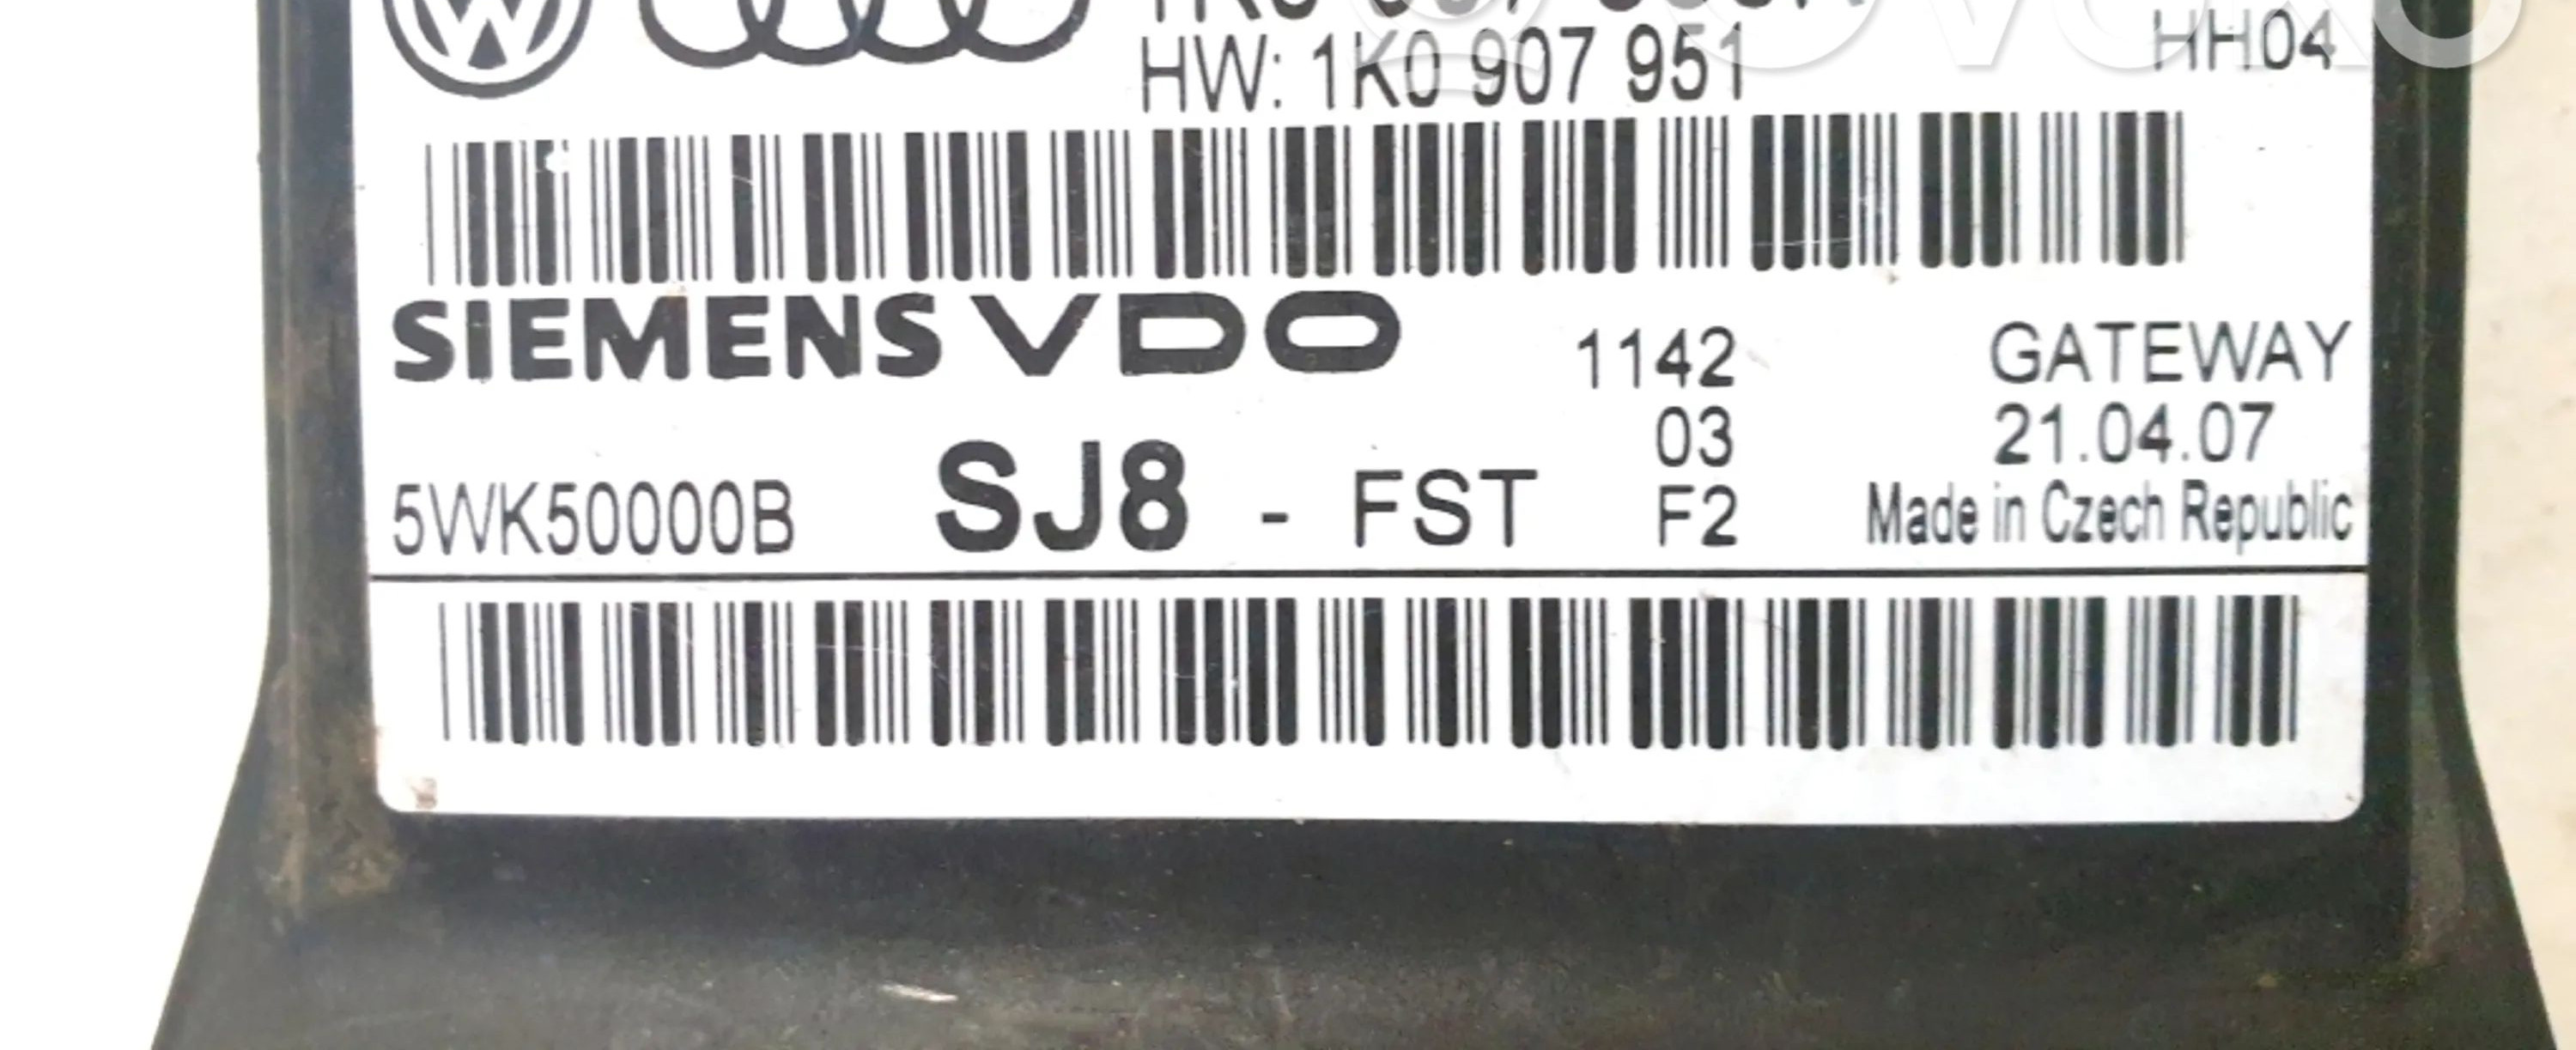 HW: 1K0 907 951
HH04
SIEMENS VDO
1142
GATEWAY
03
21.04.07
5WK50000B SJ8 - FST
F2
Made in Czech Republic